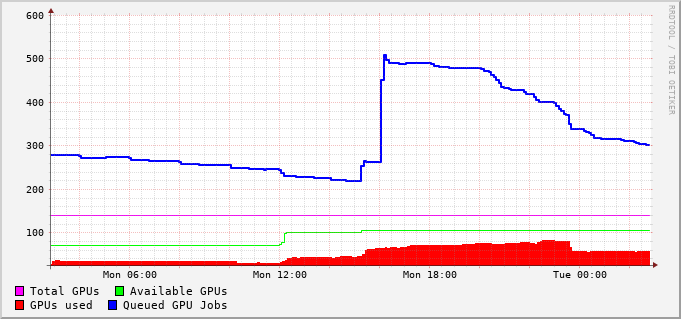 RRDTOOL / TOBI OETIKER
600
500
400
300
200
100
Mon 06:00 Mon 12:00 Mon 18:00 Tue 00:00
Total GPUs Available GPUs
GPUs used Queued GPU Jobs